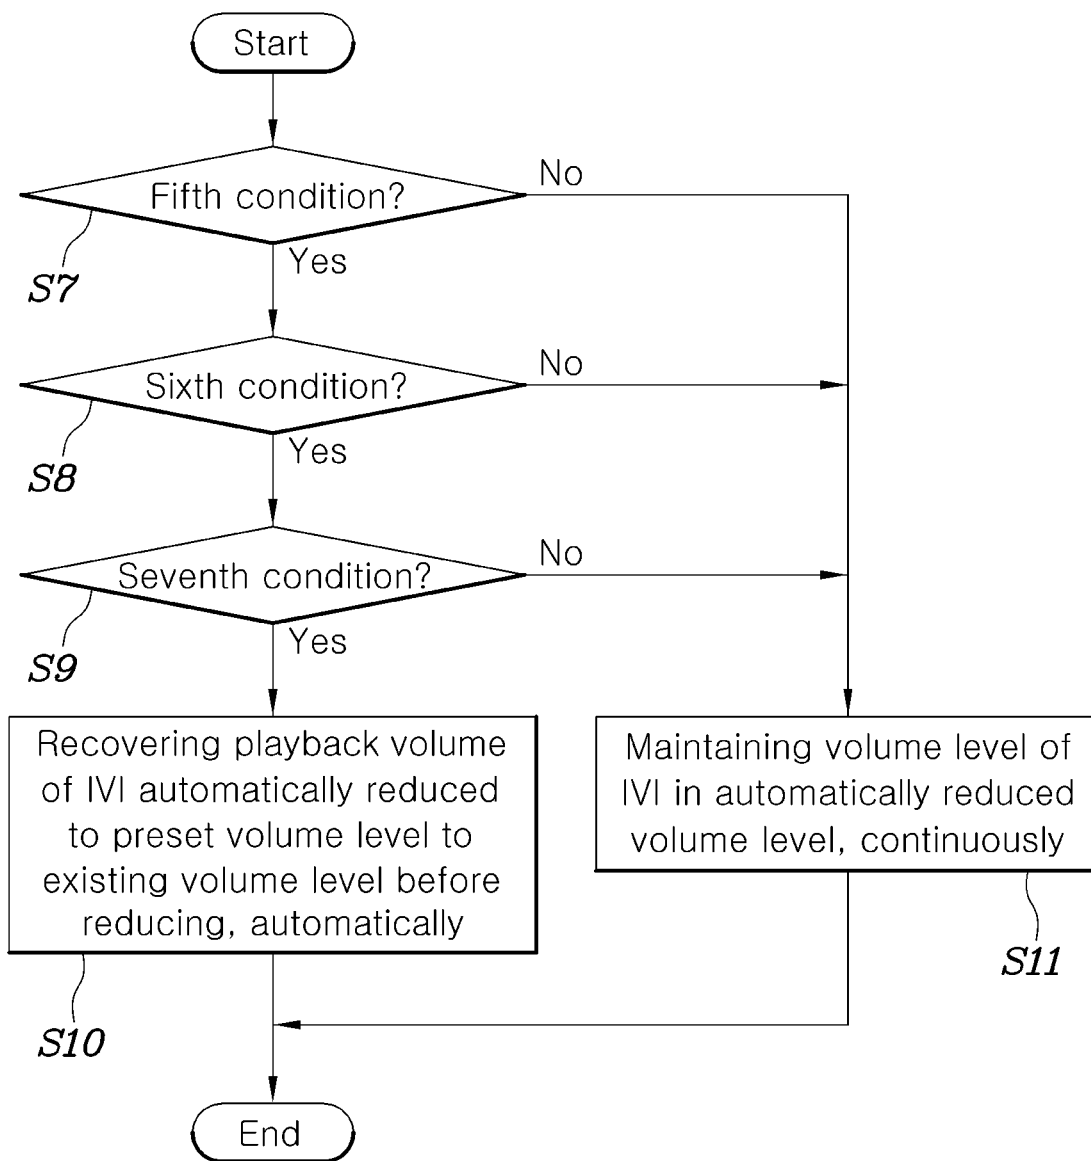 Start
Fifth condition?
No
Yes
S7
Sixth condition?
No
Yes
S8
Seventh condition?
No
Yes
S9
Recovering playback volume
of IVI automatically reduced
to preset volume level to
existing volume level before
reducing, automatically
S10
Maintaining volume level of
IVI in automatically reduced
volume level, continuously
S11
End